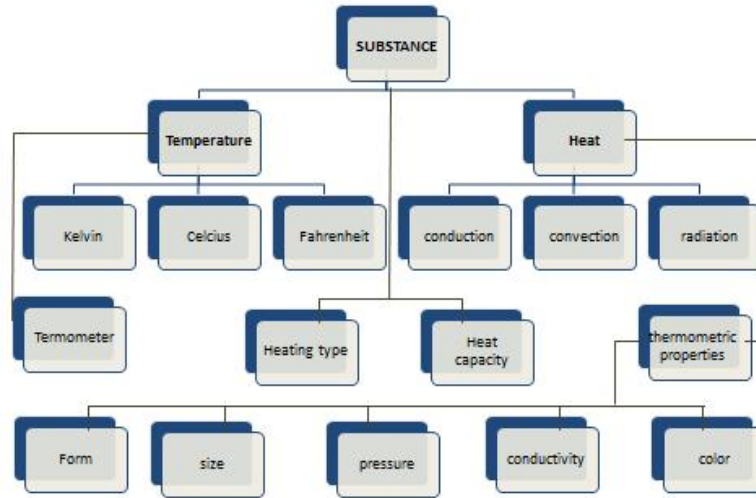 SUBSTANCE
Temperature
Heat
Kelvin
Celcius
Fahrenheit
conduction
convection
radiation
Termometer
Heating type
Heat
capacity
thermometric
properties
Form
size
pressure
conductivity
color